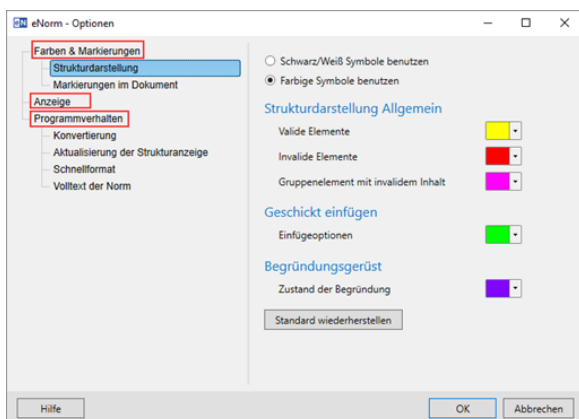 eN eNorm - Optionen
Farben & Markierungen
Strukturdarstellung
Markierungen im Dokument
Anzeige
Programmverhalten
Konvertierung
Aktualisierung der Strukturanzeige
Schnellformat
Volltext der Norm
Schwarz/Weiß Symbole benutzen
Farbige Symbole benutzen
Strukturdarstellung Allgemein
Valide Elemente
Invalide Elemente
Gruppenelement mit invalidem Inhalt
Geschickt einfügen
Einfügeoptionen
Begründungsgerüst
Zustand der Begründung
Standard wiederherstellen
Hilfe
OK
Abbrechen